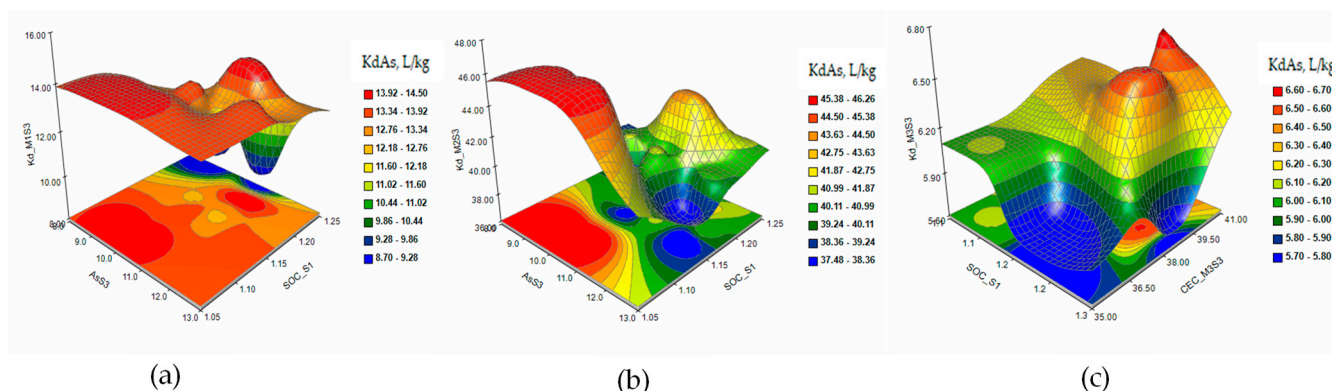 16.00
14.00
12.00
10.00
8.00
Kd_M1S3
9.0
10.0
11.0
12.0
13.0
AsS3
1.05
1.10
1.15
1.20
1.25
SOC_S1
KdAs, L/kg
13.92 - 14.50
13.34 - 13.92
12.76 - 13.34
12.18 - 12.76
11.60 - 12.18
11.02 - 11.60
10.44 - 11.02
9.86 - 10.44
9.28 - 9.86
8.70 - 9.28
(a)
48.00
46.00
44.00
42.00
40.00
38.00
Kd_M2S3
9.0
10.0
11.0
12.0
13.0
AsS3
1.05
1.10
1.15
1.20
1.25
SOC_S1
KdAs, L/kg
45.38 - 46.26
44.50 - 45.38
43.63 - 44.50
42.75 - 43.63
41.87 - 42.75
40.99 - 41.87
40.11 - 40.99
39.24 - 40.11
38.36 - 39.24
37.48 - 38.36
(b)
6.80
6.50
6.20
5.90
Kd_M3S3
1.1
1.2
1.2
1.3
SOC_S1
35.00
36.50
38.00
39.50
41.00
CEC_M3S3
KdAs, L/kg
6.60 - 6.70
6.50 - 6.60
6.40 - 6.50
6.30 - 6.40
6.20 - 6.30
6.10 - 6.20
6.00 - 6.10
5.90 - 6.00
5.80 - 5.90
5.70 - 5.80
(c)